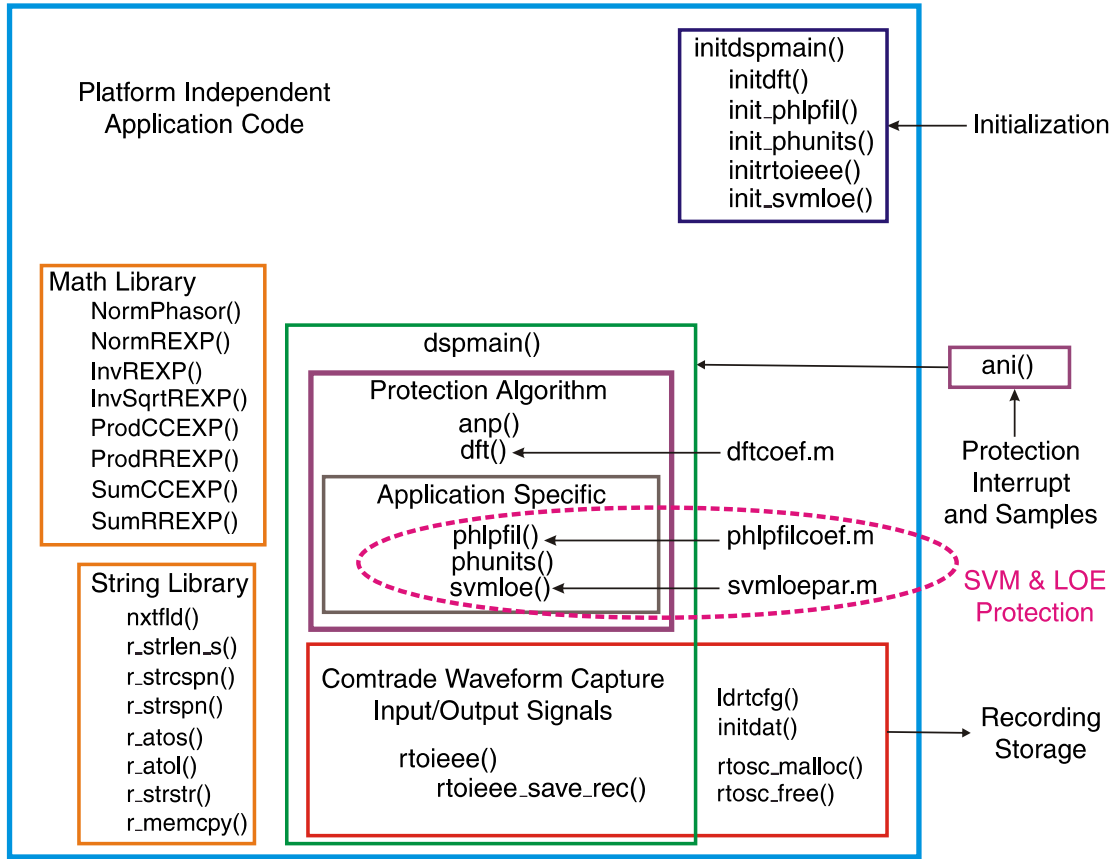 Platform Independent
Application Code
initdspmain()
initdft()
init_phlpfil()
init_phunits()
initrtoieee()
init_svmloe()
Initialization
Math Library
NormPhasor()
NormREXP()
InvREXP()
InvSqrtREXP()
ProdCCEXP()
ProdRREXP()
SumCCEXP()
SumRREXP()
String Library
nxtfld()
r_strlen_s()
r_strcspn()
r_strspn()
r_atos()
r_atol()
r_strstr()
r_memcpy()
dspmain()
Protection Algorithm
anp()
dft()
dftcoef.m
Application Specific
phlpfil()
phlpfilcoef.m
phunits()
svmloe()
svmloepar.m
ani()
Protection
Interrupt
and Samples
SVM & LOE
Protection
Comtrade Waveform Capture
Input/Output Signals
rtoieee()
rtoieee_save_rec()
ldrtcfg()
initdat()
rtosc_malloc()
rtosc_free()
Recording
Storage